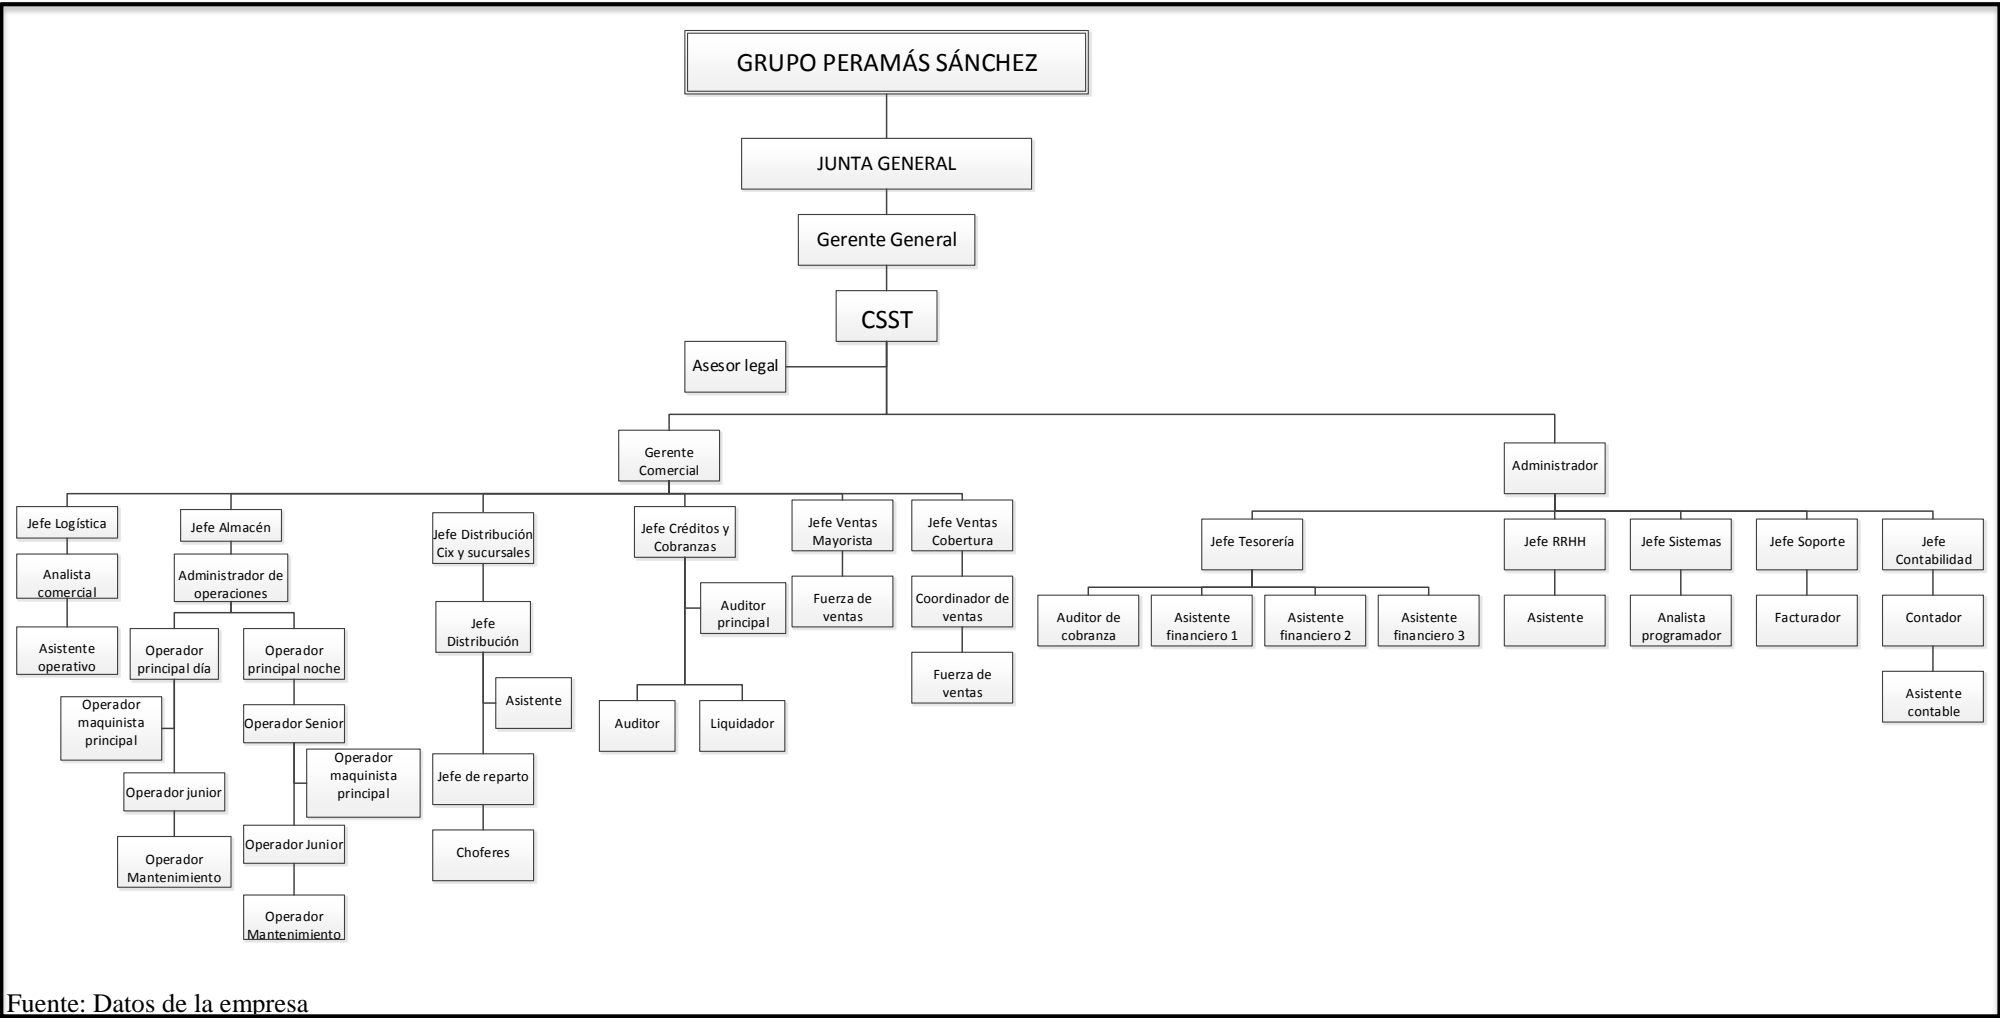 GRUPO PERAMÁS SÁNCHEZ
JUNTA GENERAL
Gerente General
CSST
Asesor legal
Gerente
Comercial
Administrador
Jefe Logística
Analista
comercial
Asistente
operativo
Jefe Almacén
Administrador de
operaciones
Operador
principal día
Operador
maquinista
principal
Operador junior
Operador
Mantenimiento
Operador
principal noche
Operador Senior
Operador
maquinista
principal
Operador Junior
Operador
Mantenimiento
Jefe Distribución
Cix y sucursales
Jefe
Distribución
Asistente
Jefe de reparto
Choferes
Jefe Créditos y
Cobranzas
Auditor
principal
Auditor
Liquidador
Jefe Ventas
Mayorista
Fuerza de
ventas
Jefe Ventas
Cobertura
Coordinador de
ventas
Fuerza de
ventas
Jefe Tesorería
Auditor de
cobranza
Asistente
financiero 1
Asistente
financiero 2
Asistente
financiero 3
Jefe RRHH
Asistente
Jefe Sistemas
Analista
programador
Jefe Soporte
Facturador
Jefe
Contabilidad
Contador
Asistente
contable
Fuente: Datos de la empresa